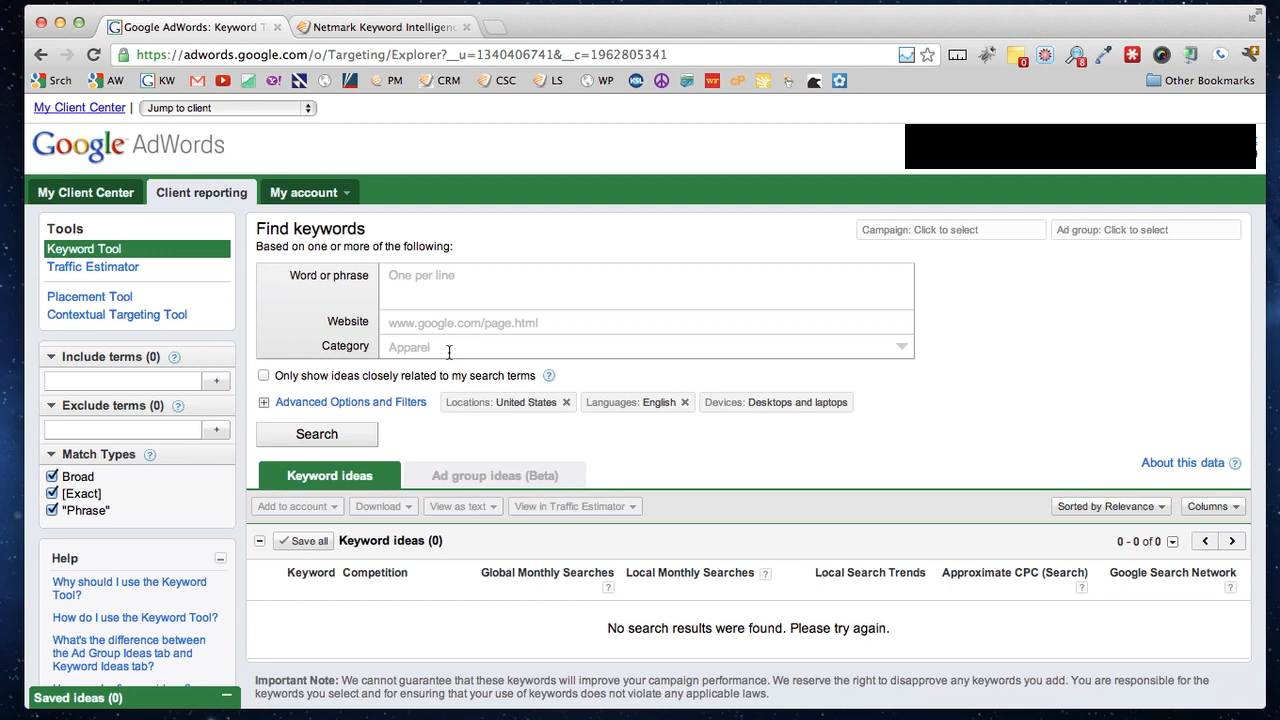 Google AdWords: Keyword T
Netmark Keyword Intelligenc
https://adwords.google.com/o/Targeting/Explorer?__u=1340406741&__c=1962805341
0
8
Srch
AW
KW
PM
CRM
CSC
LS
WP
KSL
WT
cP
Other Bookmarks
My Client Center |
Jump to client
Google AdWords
My Client Center
Client reporting
My account
Tools
Keyword Tool
Traffic Estimator
Placement Tool
Contextual Targeting Tool
Include terms (0) ?
+
Exclude terms (0) ?
+
Match Types ?
Broad
[Exact]
"Phrase"
Help
Why should I use the Keyword
Tool?
How do I use the Keyword Tool?
What's the difference between
the Ad Group Ideas tab and
Keyword Ideas tab?
Saved ideas (0)
Find keywords
Based on one or more of the following:
Campaign: Click to select
Ad group: Click to select
Word or phrase
One per line
Website
www.google.com/page.html
Category
Apparel
Only show ideas closely related to my search terms ?
Advanced Options and Filters
Locations: United States ×
Languages: English ×
Devices: Desktops and laptops
Search
About this data ?
Keyword ideas
Ad group ideas (Beta)
Add to account
Download
View as text
View in Traffic Estimator
Sorted by Relevance
Columns
Save all
Keyword ideas (0)
0 - 0 of 0
Keyword
Competition
Global Monthly Searches ?
Local Monthly Searches ?
Local Search Trends
Approximate CPC (Search) ?
Google Search Network ?
No search results were found. Please try again.
Important Note: We cannot guarantee that these keywords will improve your campaign performance. We reserve the right to disapprove any keywords you add. You are responsible for the
keywords you select and for ensuring that your use of keywords does not violate any applicable laws.